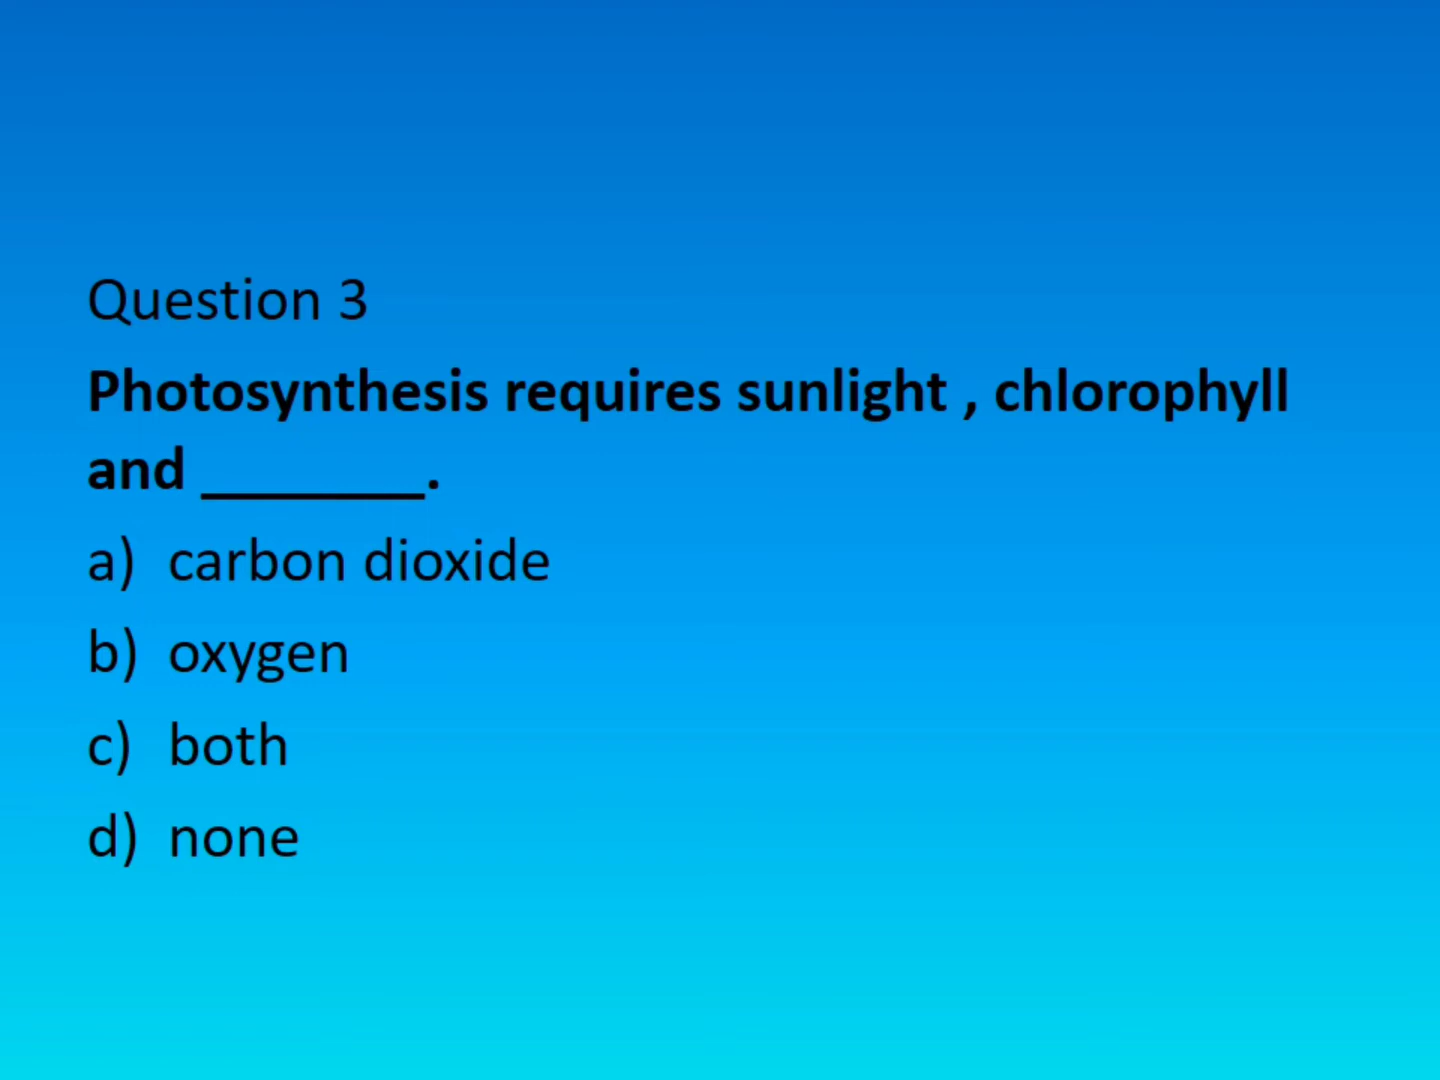 Question 3
Photosynthesis requires sunlight , chlorophyll
and _______.
a) carbon dioxide
b) oxygen
c) both
d) none